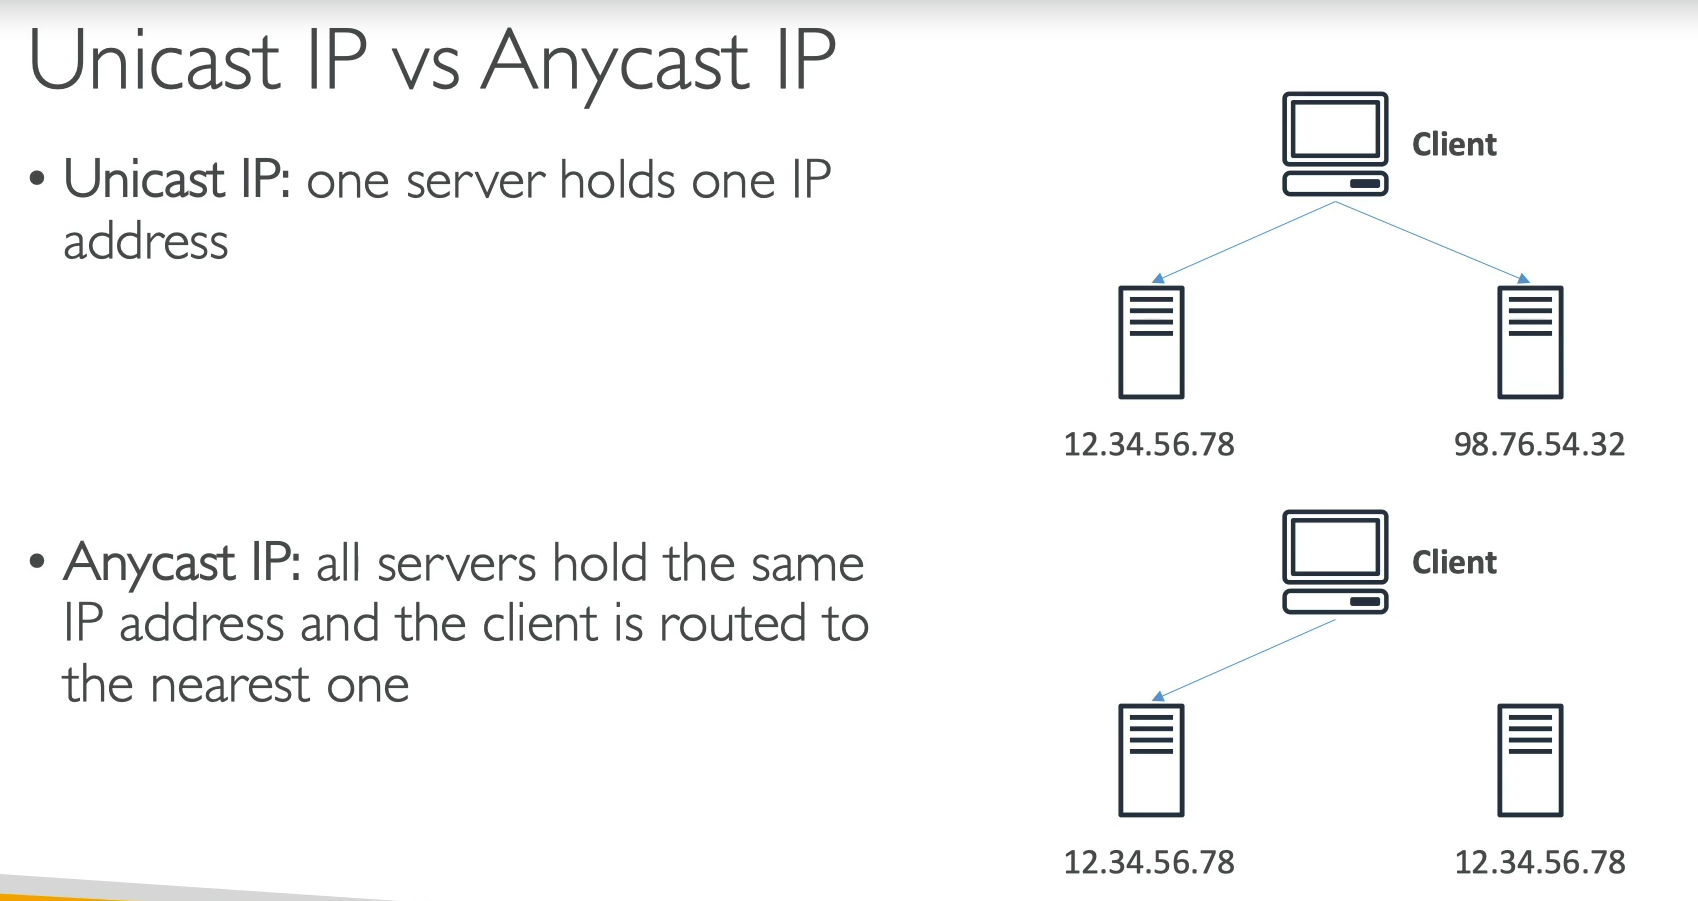 Unicast IP vs Anycast IP
• Unicast IP: one server holds one IP
address
Client
12.34.56.78
98.76.54.32
• Anycast IP: all servers hold the same
IP address and the client is routed to
the nearest one
Client
12.34.56.78
12.34.56.78